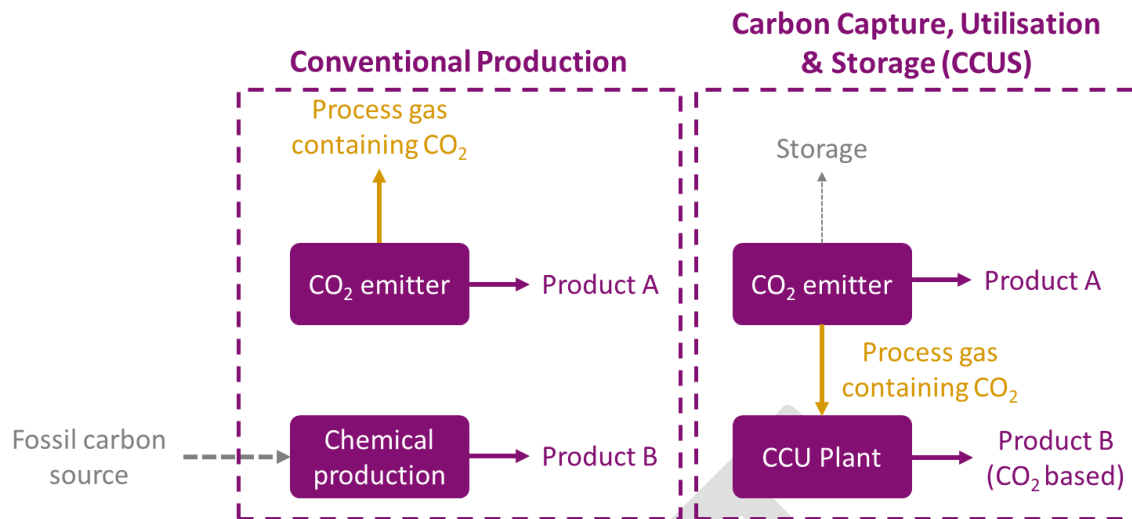 Conventional Production
Process gas
containing CO₂
CO₂ emitter
Product A
Fossil carbon
source
Chemical
production
Product B
Carbon Capture, Utilisation
& Storage (CCUS)
Storage
CO₂ emitter
Product A
Process gas
containing CO₂
CCU Plant
Product B
(CO₂ based)